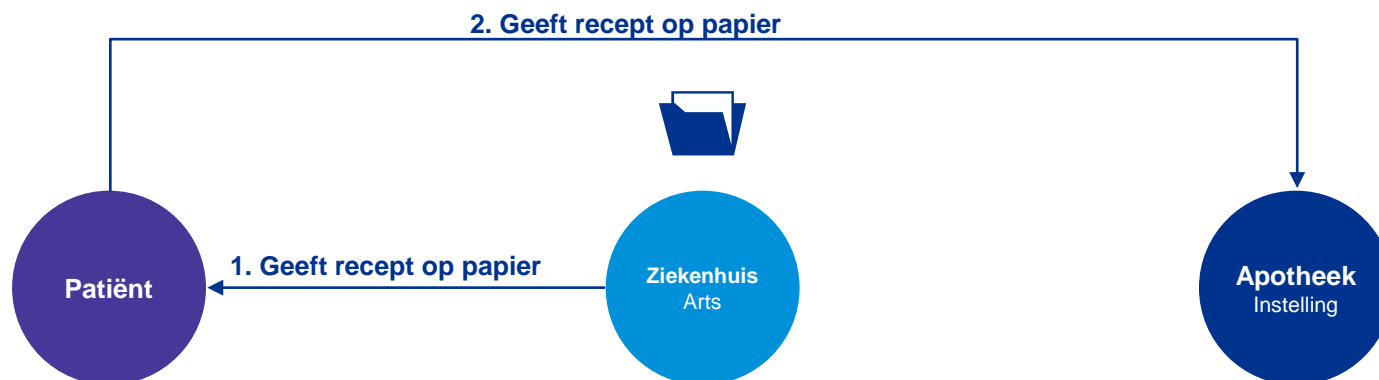 2. Geeft recept op papier
1. Geeft recept op papier
Patiënt
Ziekenhuis
Arts
Apotheek
Instelling